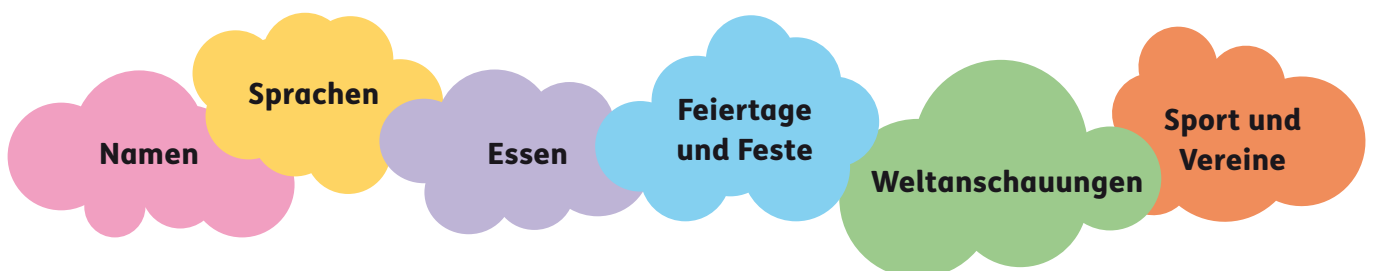 Namen
Sprachen
Essen
Feiertage
und Feste
Weltanschauungen
Sport und
Vereine